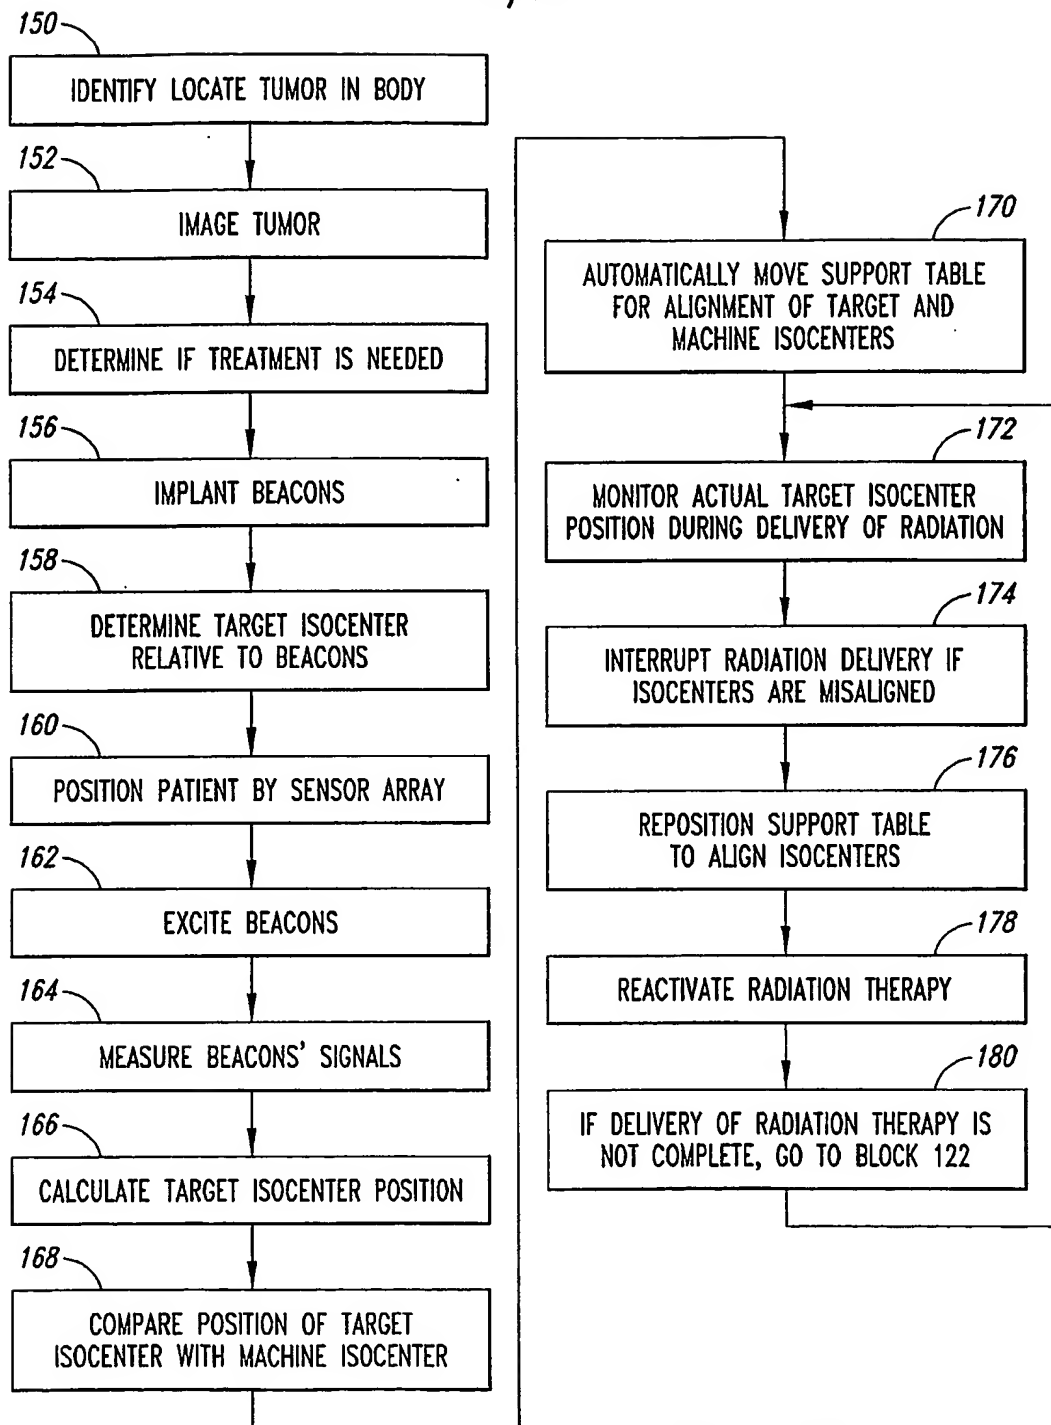 150
IDENTIFY LOCATE TUMOR IN BODY
152
IMAGE TUMOR
154
DETERMINE IF TREATMENT IS NEEDED
156
IMPLANT BEACONS
158
DETERMINE TARGET ISOCENTER
RELATIVE TO BEACONS
160
POSITION PATIENT BY SENSOR ARRAY
162
EXCITE BEACONS
164
MEASURE BEACONS' SIGNALS
166
CALCULATE TARGET ISOCENTER POSITION
168
COMPARE POSITION OF TARGET
ISOCENTER WITH MACHINE ISOCENTER
170
AUTOMATICALLY MOVE SUPPORT TABLE
FOR ALIGNMENT OF TARGET AND
MACHINE ISOCENTERS
172
MONITOR ACTUAL TARGET ISOCENTER
POSITION DURING DELIVERY OF RADIATION
174
INTERRUPT RADIATION DELIVERY IF
ISOCENTERS ARE MISALIGNED
176
REPOSITION SUPPORT TABLE
TO ALIGN ISOCENTERS
178
REACTIVATE RADIATION THERAPY
180
IF DELIVERY OF RADIATION THERAPY IS
NOT COMPLETE, GO TO BLOCK 122